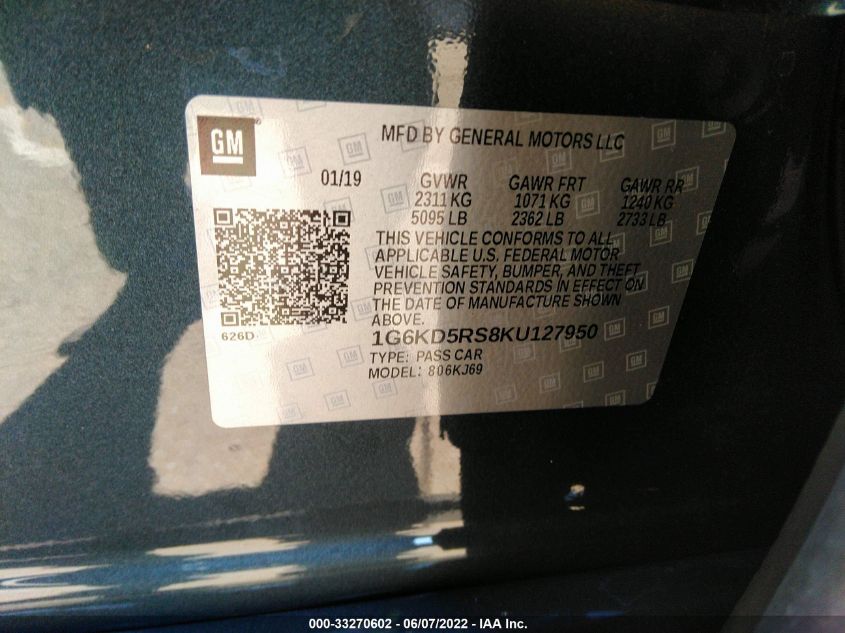 GM
MFD BY GENERAL MOTORS LLC
01/19 GVWR GAWR FRT GAWR RR
2311 KG 1071 KG 1240 KG
5095 LB 2362 LB 2733 LB
THIS VEHICLE CONFORMS TO ALL
APPLICABLE U.S. FEDERAL MOTOR
VEHICLE SAFETY, BUMPER, AND THEFT
PREVENTION STANDARDS IN EFFECT ON
THE DATE OF MANUFACTURE SHOWN
ABOVE.
626D
1G6KD5RS8KU127950
TYPE: PASS CAR
MODEL: 806KJ69
000-33270602 - 06/07/2022 - IAA Inc.